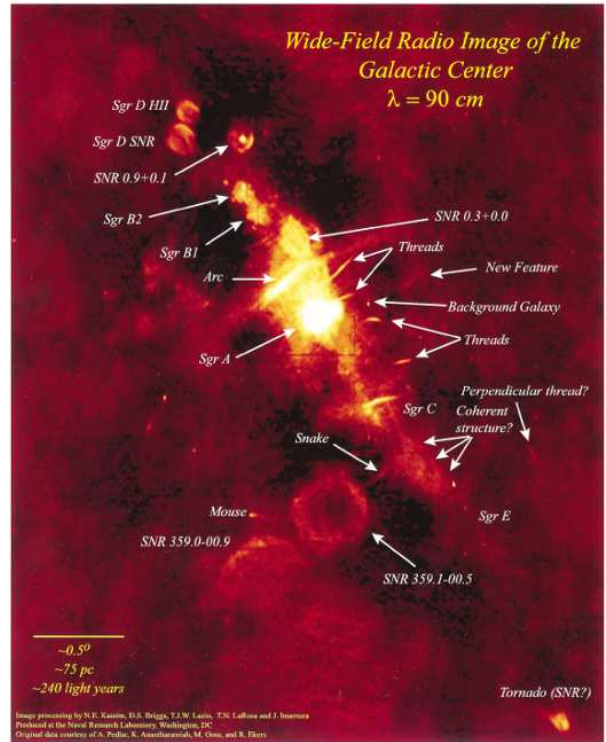 Wide-Field Radio Image of the
Galactic Center
λ = 90 cm
Sgr D HII
Sgr D SNR
SNR 0.9+0.1
Sgr B2
Sgr B1
Arc
SNR 0.3+0.0
Threads
New Feature
Background Galaxy
Threads
Sgr A
Perpendicular thread?
Sgr C
Coherent
structure?
Snake
Sgr E
Mouse
SNR 359.0-00.9
SNR 359.1-00.5
~0.5°
~75 pc
~240 light years
Tornado (SNR?)
Image processing by N.E. Kassim, D.S. Briggs, T.J.W. Lazio, T.N. LaRosa and J. Imamura
Produced at the Naval Research Laboratory, Washington, DC
Original data courtesy of A. Pedlar, K. Anantharamiah, M. Goss, and R. Ekers